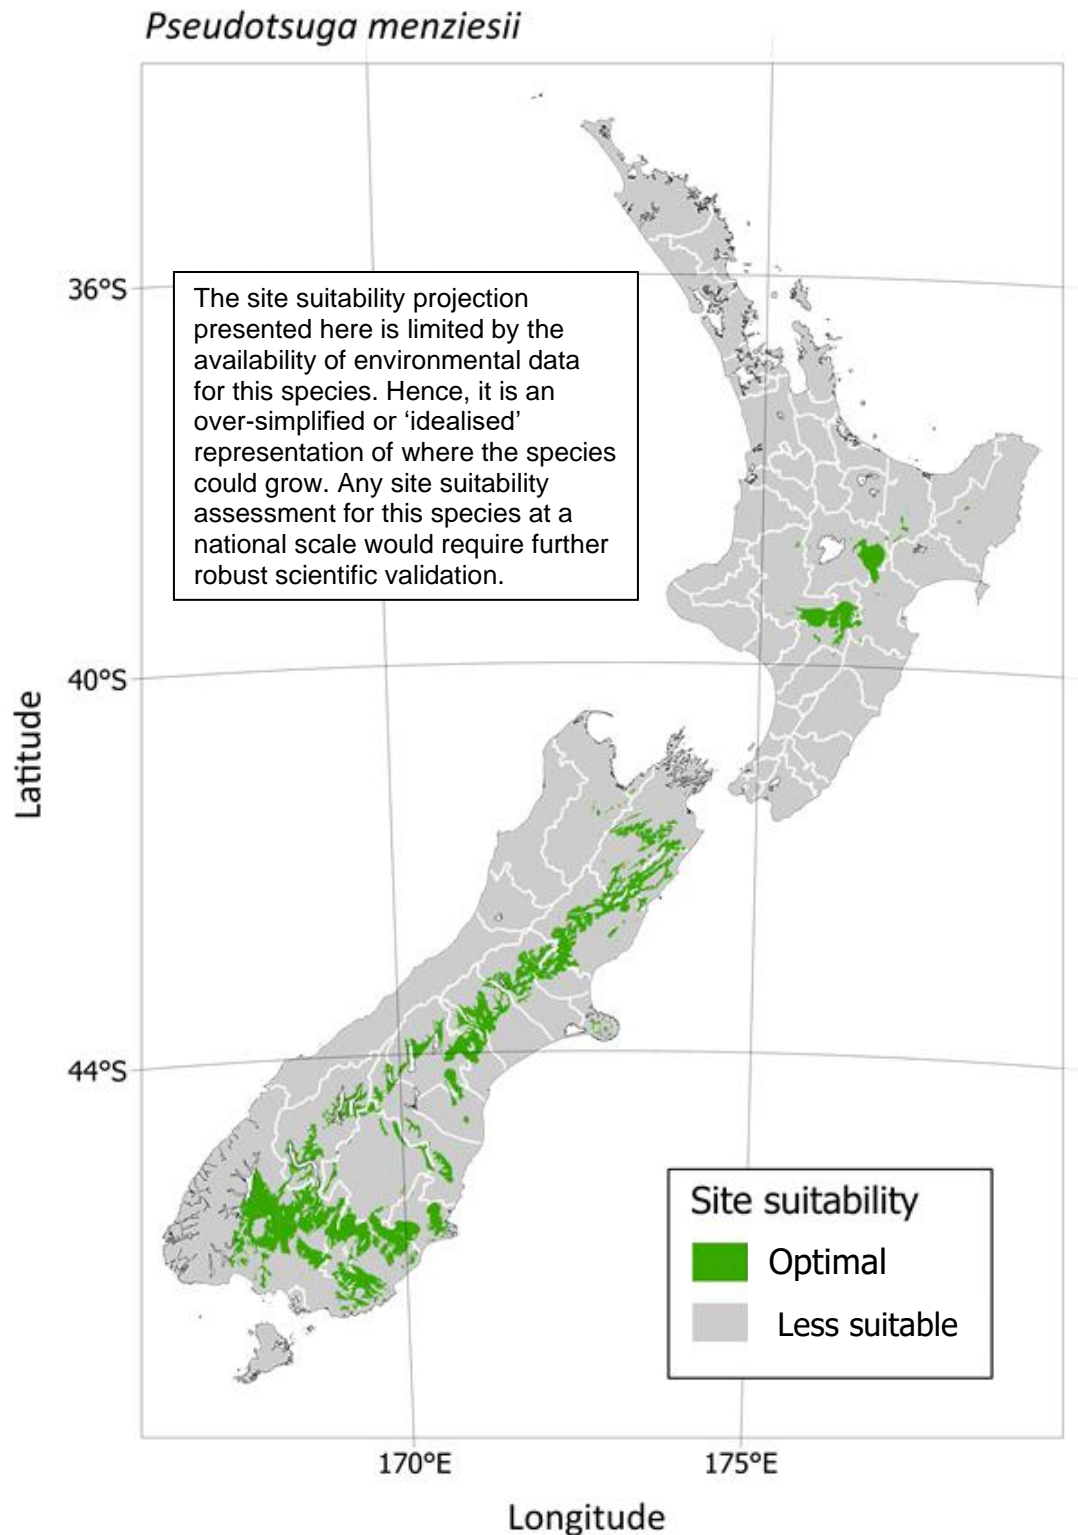 Pseudotsuga menziesii
36°S
The site suitability projection
presented here is limited by the
availability of environmental data
for this species. Hence, it is an
over-simplified or ‘idealised’
representation of where the species
could grow. Any site suitability
assessment for this species at a
national scale would require further
robust scientific validation.
40°S
Latitude
44°S
Site suitability
Optimal
Less suitable
170°E
175°E
Longitude